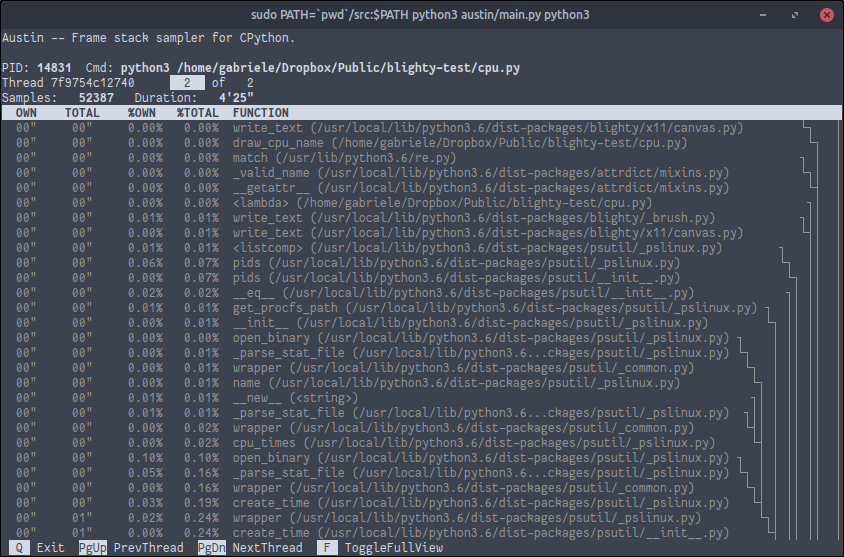 sudo PATH=`pwd`/src:$PATH python3 austin/main.py python3
Austin -- Frame stack sampler for CPython.
PID: 14831 Cmd: python3 /home/gabriele/Dropbox/Public/blighty-test/cpu.py
Thread 7f9754c12740 2 of 2
Samples: 52387 Duration: 4'25"
OWN TOTAL %OWN %TOTAL FUNCTION
00" 00" 0.00% 0.00% write_text (/usr/local/lib/python3.6/dist-packages/blighty/x11/canvas.py)
00" 00" 0.00% 0.00% draw_cpu_name (/home/gabriele/Dropbox/Public/blighty-test/cpu.py)
00" 00" 0.00% 0.00% match (/usr/lib/python3.6/re.py)
00" 00" 0.00% 0.00% _valid_name (/usr/local/lib/python3.6/dist-packages/attrdict/mixins.py)
00" 00" 0.00% 0.00% __getattr__ (/usr/local/lib/python3.6/dist-packages/attrdict/mixins.py)
00" 00" 0.00% 0.00% <lambda> (/home/gabriele/Dropbox/Public/blighty-test/cpu.py)
00" 00" 0.01% 0.01% write_text (/usr/local/lib/python3.6/dist-packages/blighty/_brush.py)
00" 00" 0.00% 0.01% write_text (/usr/local/lib/python3.6/dist-packages/blighty/x11/canvas.py)
00" 00" 0.01% 0.01% <listcomp> (/usr/local/lib/python3.6/dist-packages/psutil/_pslinux.py)
00" 00" 0.06% 0.07% pids (/usr/local/lib/python3.6/dist-packages/psutil/_pslinux.py)
00" 00" 0.00% 0.07% pids (/usr/local/lib/python3.6/dist-packages/psutil/__init__.py)
00" 00" 0.02% 0.02% __eq__ (/usr/local/lib/python3.6/dist-packages/psutil/__init__.py)
00" 00" 0.01% 0.01% get_procfs_path (/usr/local/lib/python3.6/dist-packages/psutil/_pslinux.py)
00" 00" 0.00% 0.01% __init__ (/usr/local/lib/python3.6/dist-packages/psutil/_pslinux.py)
00" 00" 0.00% 0.01% open_binary (/usr/local/lib/python3.6/dist-packages/psutil/_pslinux.py)
00" 00" 0.00% 0.01% _parse_stat_file (/usr/local/lib/python3.6...ckages/psutil/_pslinux.py)
00" 00" 0.00% 0.01% wrapper (/usr/local/lib/python3.6/dist-packages/psutil/_common.py)
00" 00" 0.00% 0.01% name (/usr/local/lib/python3.6/dist-packages/psutil/_pslinux.py)
00" 00" 0.01% 0.01% __new__ (<string>)
00" 00" 0.01% 0.01% _parse_stat_file (/usr/local/lib/python3.6...ckages/psutil/_pslinux.py)
00" 00" 0.00% 0.02% wrapper (/usr/local/lib/python3.6/dist-packages/psutil/_common.py)
00" 00" 0.00% 0.02% cpu_times (/usr/local/lib/python3.6/dist-packages/psutil/_pslinux.py)
00" 00" 0.10% 0.10% open_binary (/usr/local/lib/python3.6/dist-packages/psutil/_pslinux.py)
00" 00" 0.05% 0.16% _parse_stat_file (/usr/local/lib/python3.6...ckages/psutil/_pslinux.py)
00" 00" 0.00% 0.16% wrapper (/usr/local/lib/python3.6/dist-packages/psutil/_common.py)
00" 00" 0.03% 0.19% create_time (/usr/local/lib/python3.6/dist-packages/psutil/_pslinux.py)
00" 01" 0.02% 0.24% wrapper (/usr/local/lib/python3.6/dist-packages/psutil/_pslinux.py)
00" 01" 0.00% 0.24% create_time (/usr/local/lib/python3.6/dist-packages/psutil/__init__.py)
Q Exit PgUp PrevThread PgDn NextThread F ToggleFullView